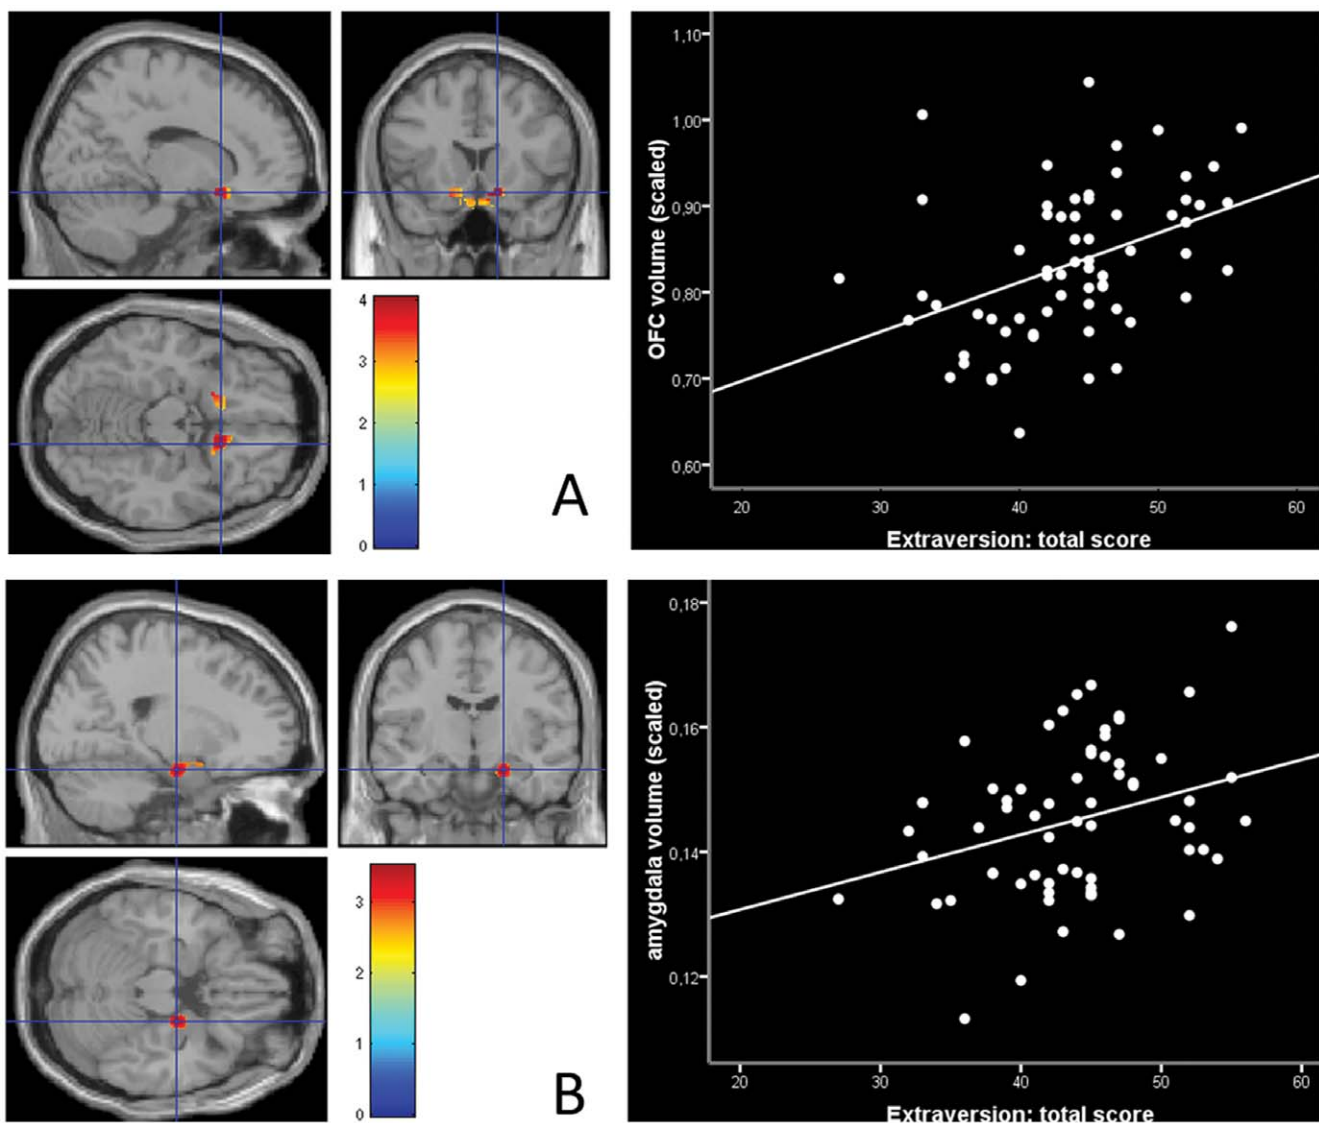 4
3
2
1
0
A
1,10
1,00
0,90
0,80
0,70
0,60
OFC volume (scaled)
20 30 40 50 60
Extraversion: total score
3
2
1
0
B
0,18
0,16
0,14
0,12
amygdala volume (scaled)
20 30 40 50 60
Extraversion: total score